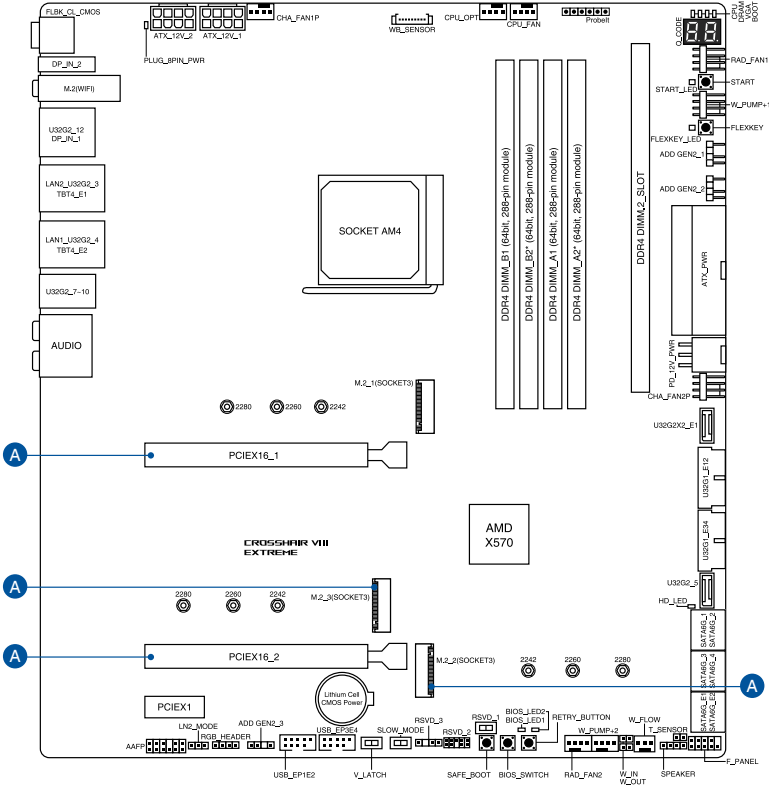 FLBK_CL_CMOS
ATX_12V_2
ATX_12V_1
CHA_FAN1P
PLUG_8PIN_PWR
WB_SENSOR
CPU_OPT
CPU_FAN
ProbeIt
Q_CODE
CPU
DRAM
VGA
BOOT
88
RAD_FAN1
START
START_LED
W_PUMP+1
FLEXKEY
FLEXKEY_LED
ADD GEN2_1
ADD GEN2_2
DP_IN_2
M.2(WIFI)
U32G2_12
DP_IN_1
LAN2_U32G2_3
TBT4_E1
LAN1_U32G2_4
TBT4_E2
U32G2_7-10
AUDIO
SOCKET AM4
DDR4 DIMM_B1 (64bit, 288-pin module)
DDR4 DIMM_B2* (64bit, 288-pin module)
DDR4 DIMM_A1 (64bit, 288-pin module)
DDR4 DIMM_A2* (64bit, 288-pin module)
DDR4 DIMM.2_SLOT
ATX_PWR
PD_12V_PWR
CHA_FAN2P
M.2_1(SOCKET3)
2280
2260
2242
U32G2X2_E1
A
PCIEX16_1
U32G1_E12
CROSSHAIR VIII
EXTREME
AMD
X570
U32G1_E34
A
2280
2260
2242
M.2_3(SOCKET3)
U32G2_5
HD_LED
SATA6G_1
SATA6G_2
A
PCIEX16_2
M.2_2(SOCKET3)
2242
2260
2280
SATA6G_3
SATA6G_4
A
SATA6G_E1
SATA6G_E2
PCIEX1
Lithium Cell
CMOS Power
LN2_MODE
RGB_HEADER
AAFP
ADD GEN2_3
USB_EP3E4
USB_EP1E2
V_LATCH
SLOW_MODE
RSVD_3
RSVD_2
RSVD_1
BIOS_LED2
BIOS_LED1
RETRY_BUTTON
SAFE_BOOT
BIOS_SWITCH
W_PUMP+2
RAD_FAN2
W_FLOW
T_SENSOR
W_IN
W_OUT
SPEAKER
F_PANEL